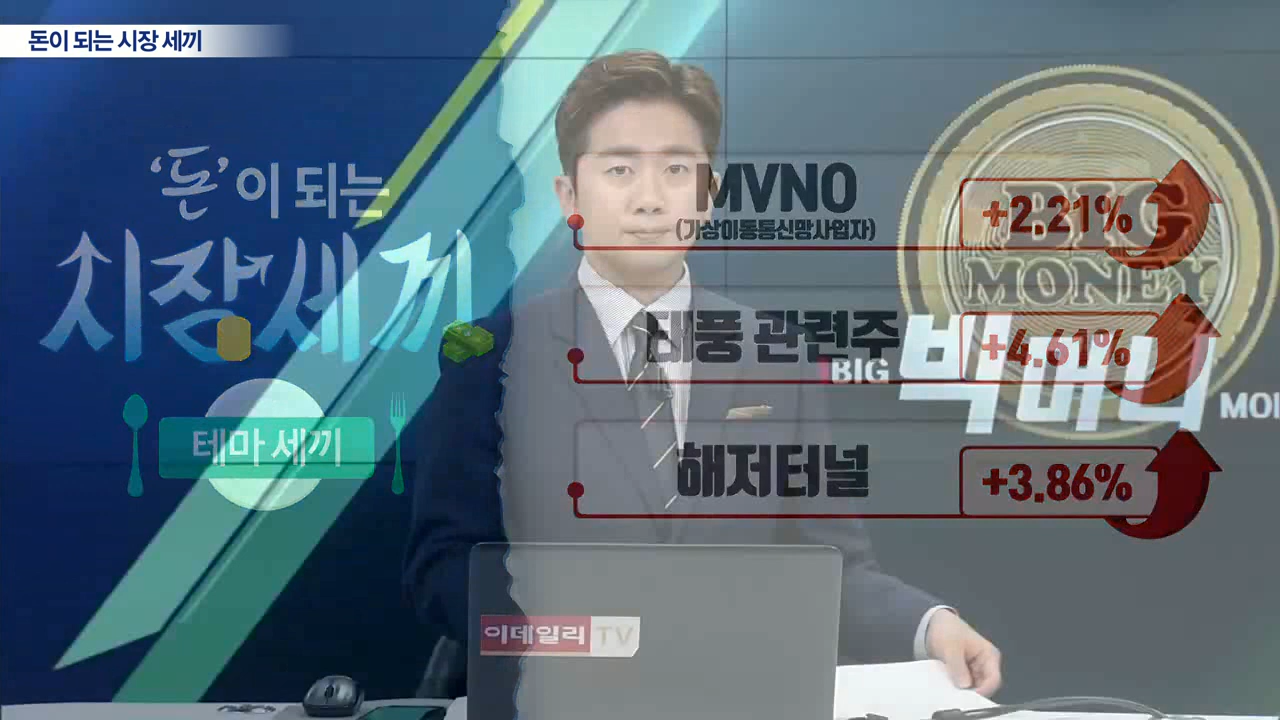 돈이 되는 시장 세끼
'돈'이 되는
시장세끼
테마 세끼
MVNO
(가상이동통신망사업자)
+2.21%
태풍 관련주
+4.61%
해저터널
+3.86%
BIG
MONEY
BIG 빅머니
이데일리 TV